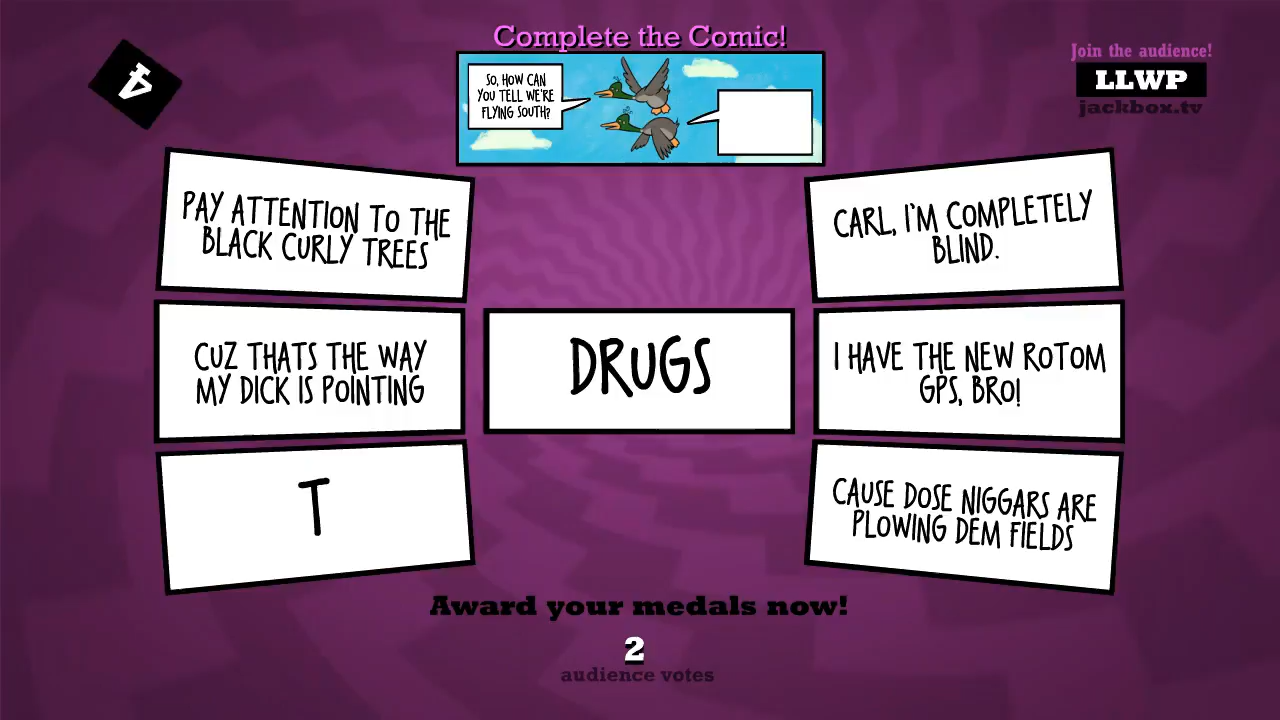 Complete the Comic!
Join the audience!
LLWP
jackbox.tv
4
SO, HOW CAN
YOU TELL WE'RE
FLYING SOUTH?
PAY ATTENTION TO THE
BLACK CURLY TREES
CARL, I'M COMPLETELY
BLIND.
CUZ THATS THE WAY
MY DICK IS POINTING
DRUGS
I HAVE THE NEW ROTOM
GPS, BRO!
T
CAUSE DOSE NIGGARS ARE
PLOWING DEM FIELDS
Award your medals now!
2
audience votes